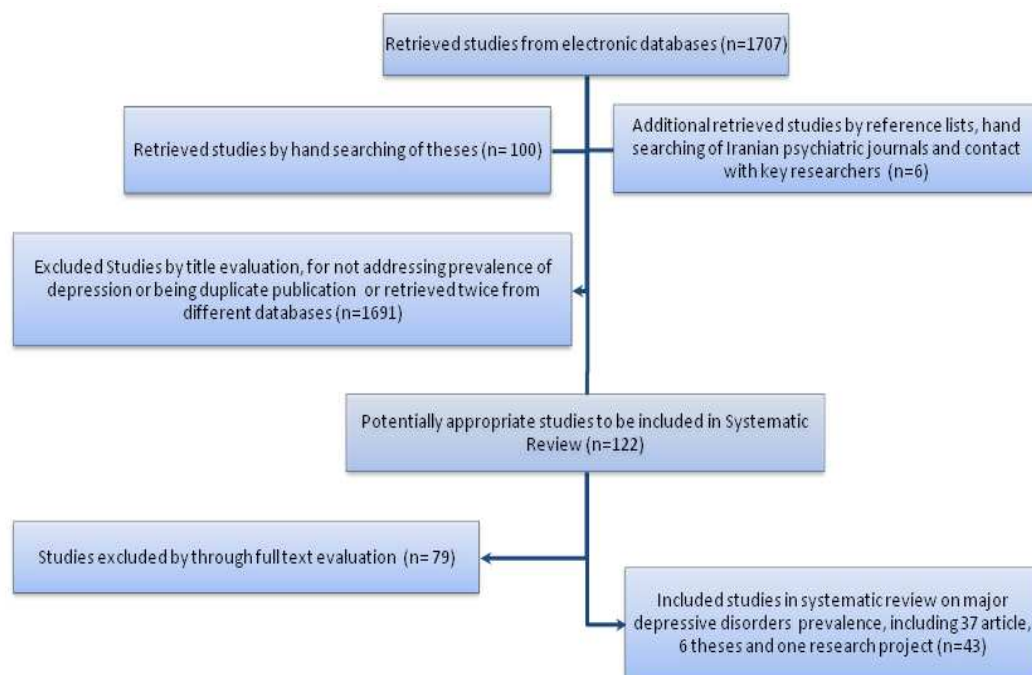 Retrieved studies from electronic databases (n=1707)
Retrieved studies by hand searching of theses (n= 100)
Additional retrieved studies by reference lists, hand
searching of Iranian psychiatric journals and contact
with key researchers (n=6)
Excluded Studies by title evaluation, for not addressing prevalence of
depression or being duplicate publication or retrieved twice from
different databases (n=1691)
Potentially appropriate studies to be included in Systematic
Review (n=122)
Studies excluded by through full text evaluation (n= 79)
Included studies in systematic review on major
depressive disorders prevalence, including 37 article,
6 theses and one research project (n=43)